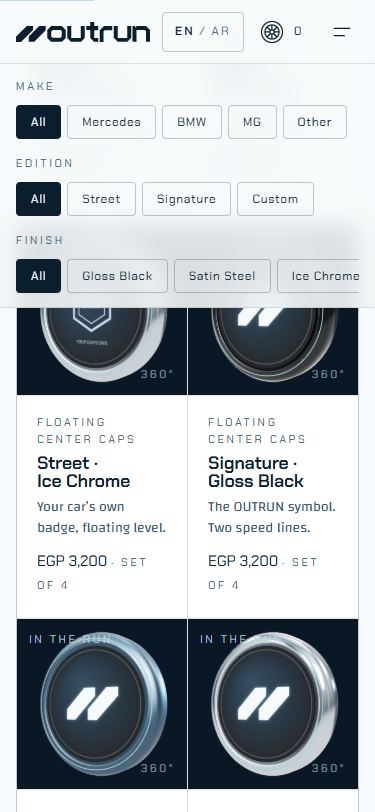 outrun
EN / AR
0
MAKE
All
Mercedes
BMW
MG
Other
EDITION
All
Street
Signature
Custom
FINISH
All
Gloss Black
Satin Steel
Ice Chrome
YOUR CAR'S OWN
360°
360°
FLOATING
CENTER CAPS
Street ·
Ice Chrome
Your car's own
badge, floating level.
EGP 3,200 · SET
OF 4
FLOATING
CENTER CAPS
Signature ·
Gloss Black
The OUTRUN symbol.
Two speed lines.
EGP 3,200 · SET
OF 4
IN THE RUN
360°
IN THE RUN
360°